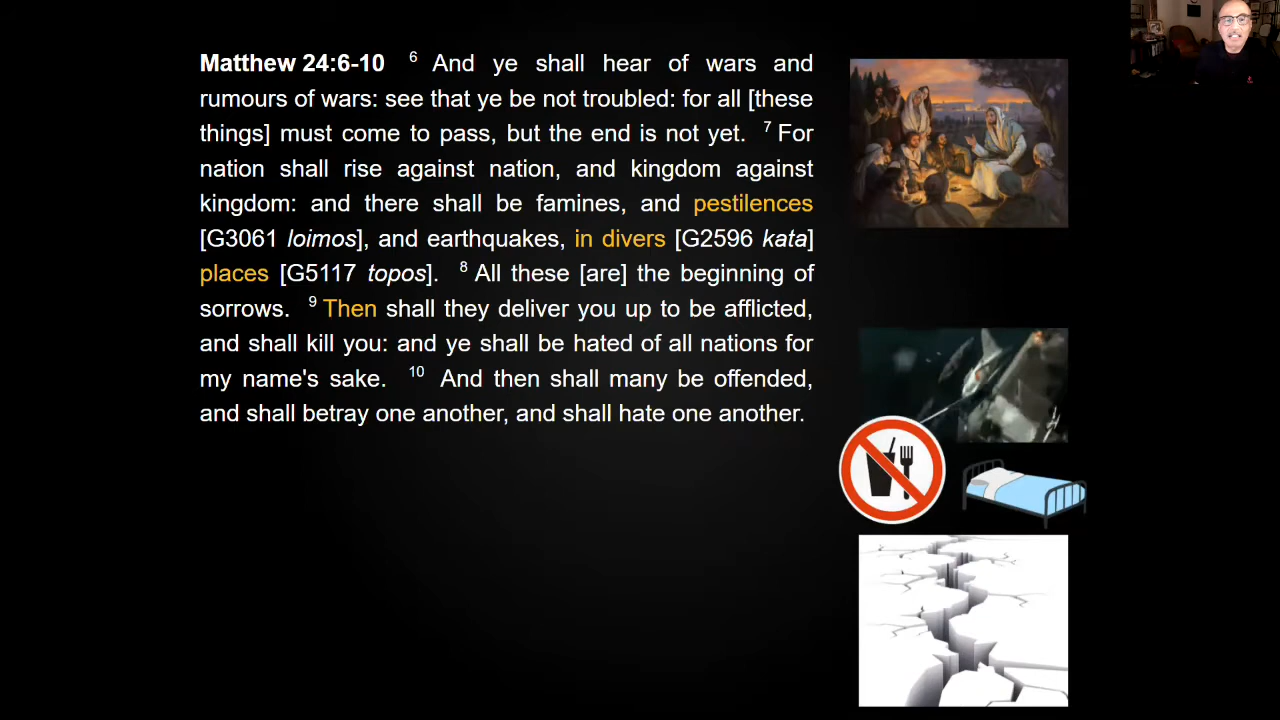 Matthew 24:6-10 6 And ye shall hear of wars and
rumours of wars: see that ye be not troubled: for all [these
things] must come to pass, but the end is not yet. 7 For
nation shall rise against nation, and kingdom against
kingdom: and there shall be famines, and pestilences
[G3061 loimos], and earthquakes, in divers [G2596 kata]
places [G5117 topos]. 8 All these [are] the beginning of
sorrows. 9 Then shall they deliver you up to be afflicted,
and shall kill you: and ye shall be hated of all nations for
my name's sake. 10 And then shall many be offended,
and shall betray one another, and shall hate one another.